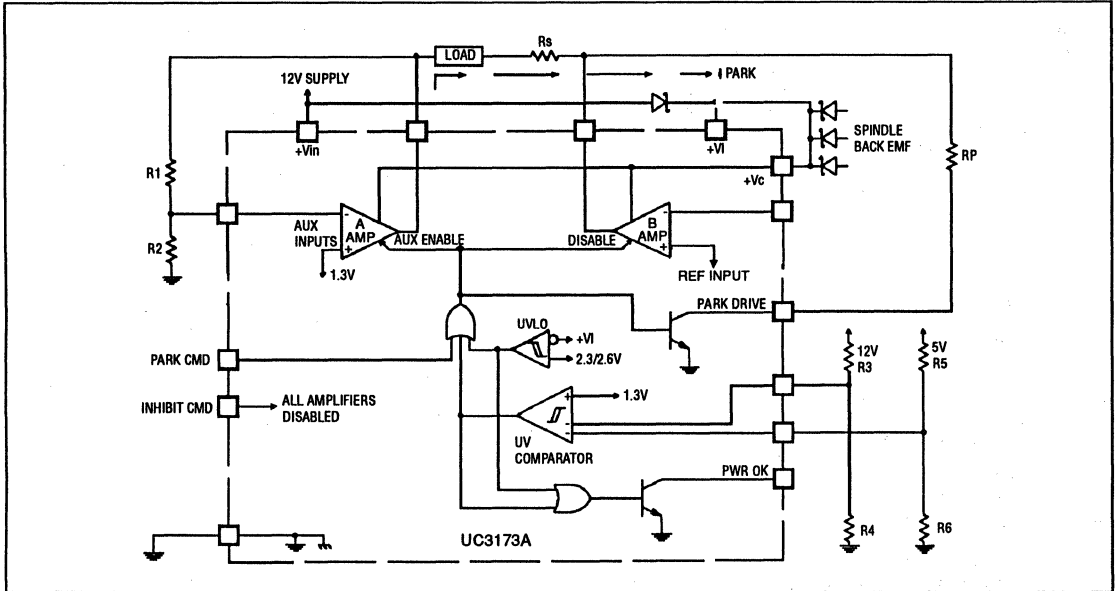 LOAD
Rs
I PARK
12V SUPPLY
+Vin
+VI
SPINDLE
BACK EMF
RP
R1
+Vc
R2
AUX
INPUTS
-
A
AMP
+
AUX ENABLE
DISABLE
B
AMP
-
+
1.3V
REF INPUT
PARK DRIVE
UVLO
+VI
2.3/2.6V
PARK CMD
12V
R3
5V
R5
INHIBIT CMD
ALL AMPLIFIERS
DISABLED
+
-
-
1.3V
UV
COMPARATOR
PWR OK
R4
R6
UC3173A